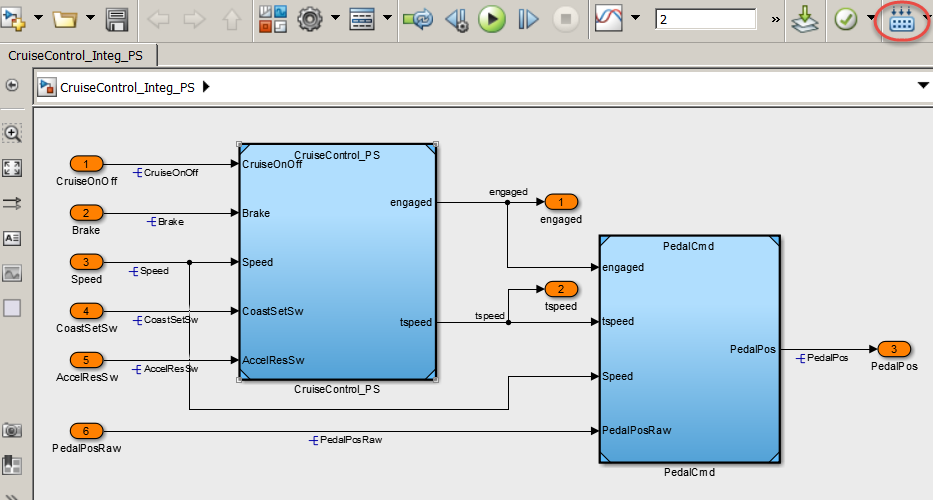 2
»
CruiseControl_Integ_PS
CruiseControl_Integ_PS
CruiseControl_PS
1
CruiseOnOff
CruiseOnOff
CruiseOnOff
2
Brake
Brake
Brake
3
Speed
Speed
Speed
4
CoastSetSw
CoastSetSw
CoastSetSw
5
AccelResSw
AccelResSw
AccelResSw
engaged
tspeed
CruiseControl_PS
engaged
1
engaged
tspeed
2
tspeed
PedalCmd
engaged
tspeed
Speed
PedalPosRaw
PedalPos
PedalCmd
PedalPos
3
PedalPos
6
PedalPosRaw
PedalPosRaw
AΞ
»